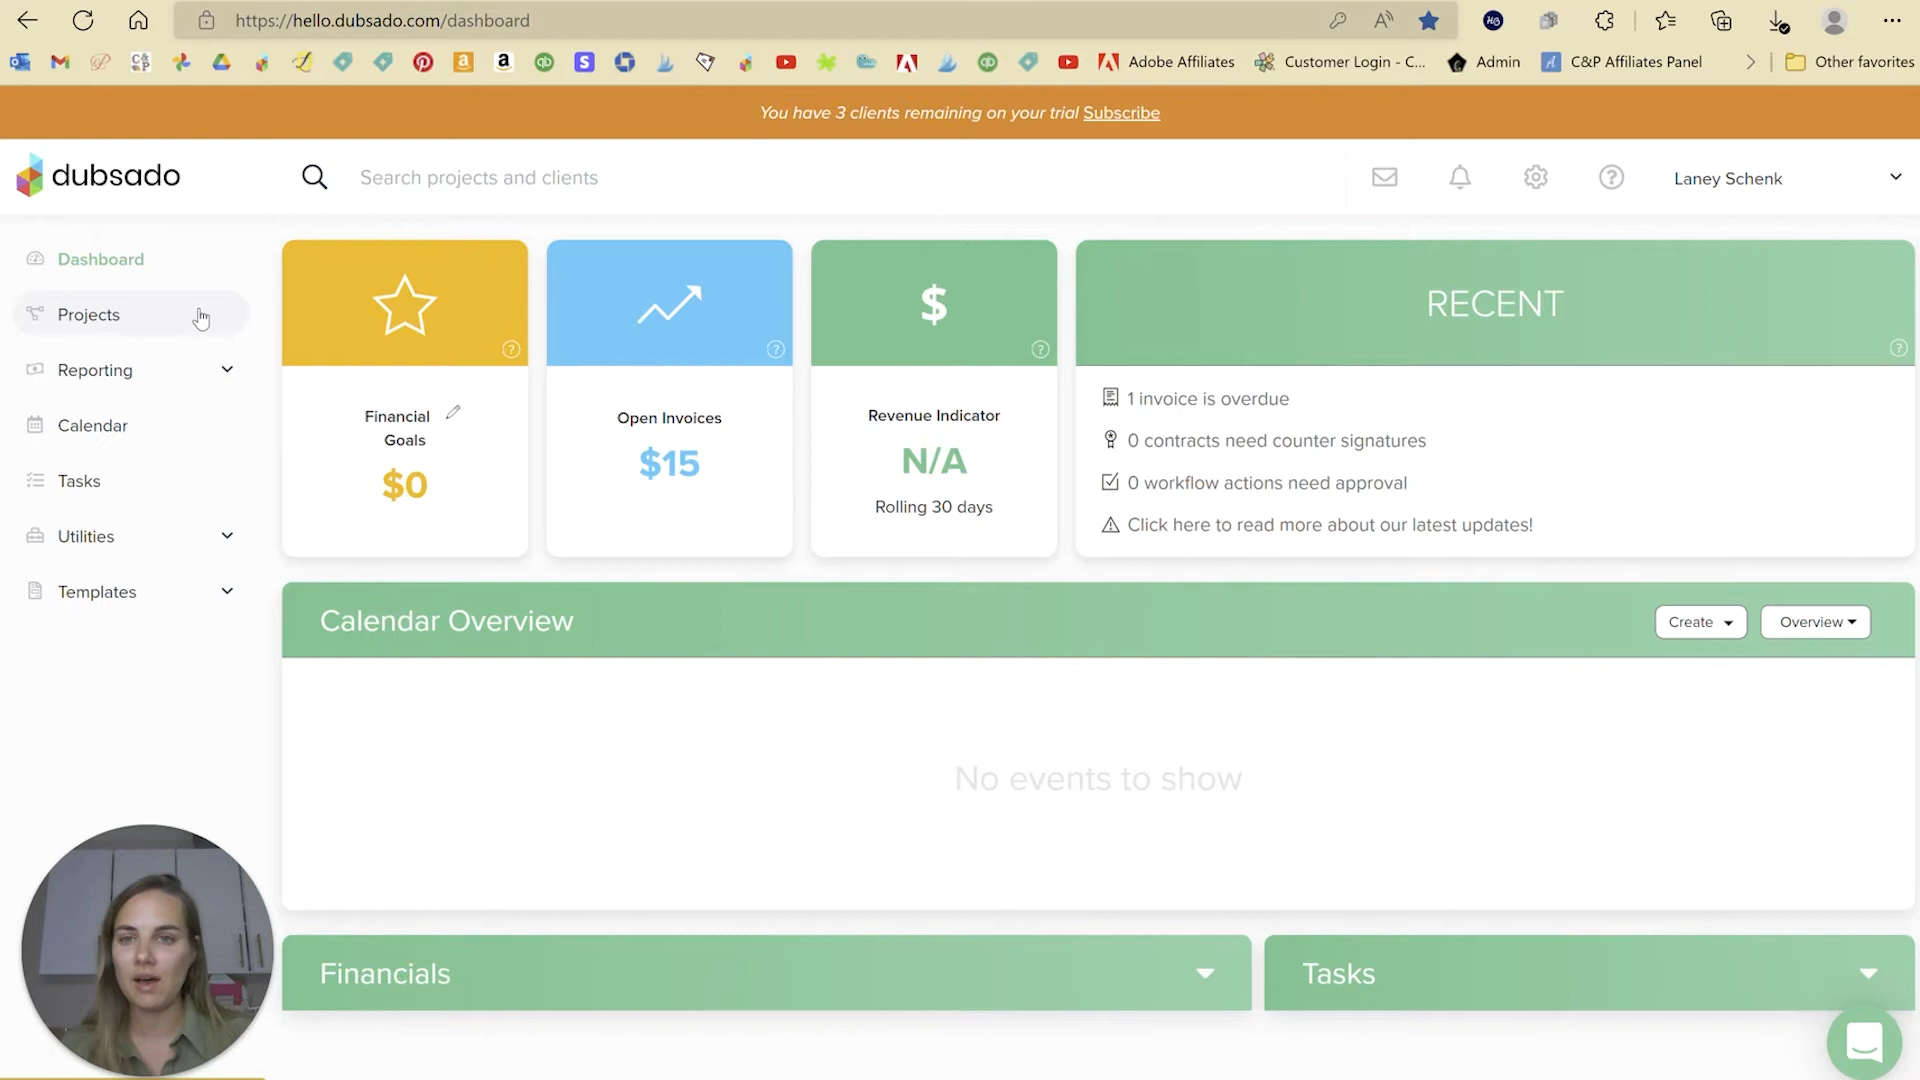 https://hello.dubsado.com/dashboard
Adobe Affiliates
Customer Login - C...
Admin
C&P Affiliates Panel
Other favorites
You have 3 clients remaining on your trial Subscribe
dubsado
Search projects and clients
Laney Schenk
Dashboard
Projects
Reporting
Calendar
Tasks
Utilities
Templates
Financial
Goals
$0
Open Invoices
$15
$
Revenue Indicator
N/A
Rolling 30 days
RECENT
1 invoice is overdue
0 contracts need counter signatures
0 workflow actions need approval
Click here to read more about our latest updates!
Calendar Overview
Create
Overview
No events to show
Financials
Tasks